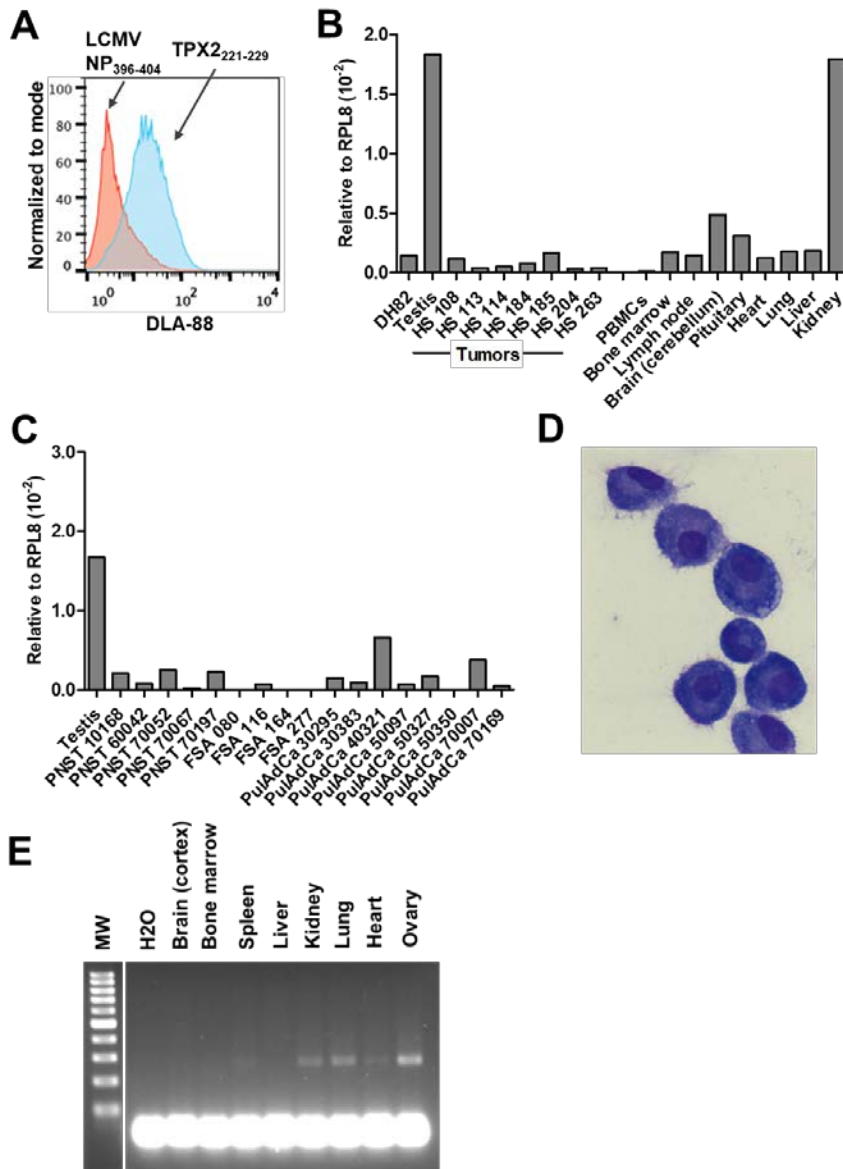 A
LCMV
NP396-404
TPX2221-229
Normalized to mode
100
80
60
40
20
0
10^0 10^2 10^4
DLA-88
B
Relative to RPL8 (10^-2)
2.0
1.5
1.0
0.5
0.0
DH82
Testis
HS 108
HS 113
HS 114
HS 184
HS 185
HS 204
HS 263
PBMCs
Bone marrow
Lymph node
Brain (cerebellum)
Pituitary
Heart
Lung
Liver
Kidney
Tumors
C
Relative to RPL8 (10^-2)
3.0
2.0
1.0
0.0
Testis
PNST 10168
PNST 60042
PNST 70052
PNST 70067
PNST 70197
FSA 080
FSA 116
FSA 164
FSA 277
PulAdCa 30295
PulAdCa 30383
PulAdCa 40321
PulAdCa 50097
PulAdCa 50327
PulAdCa 50350
PulAdCa 70007
PulAdCa 70169
D
E
MW
H2O
Brain (cortex)
Bone marrow
Spleen
Liver
Kidney
Lung
Heart
Ovary